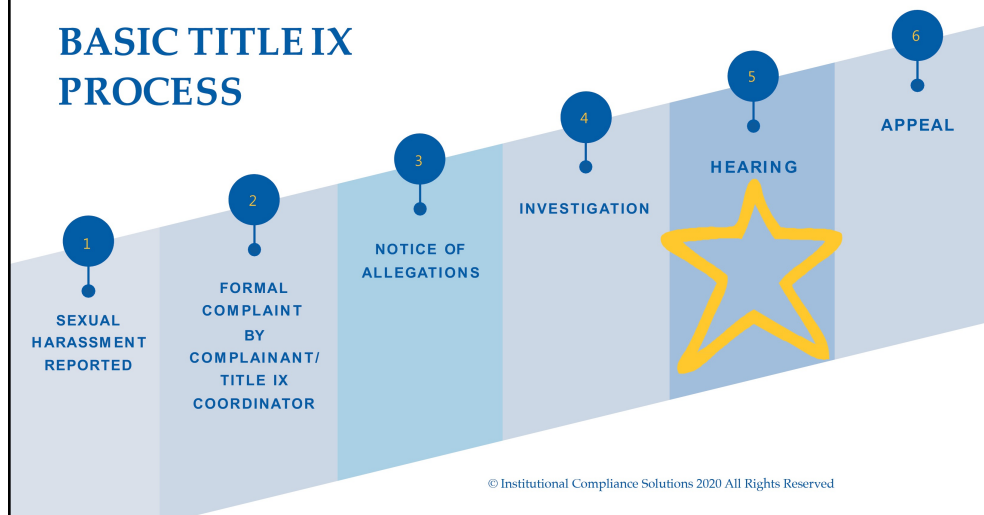 BASIC TITLE IX
PROCESS
1
SEXUAL
HARASSMENT
REPORTED
2
FORMAL
COMPLAINT
BY
COMPLAINANT/
TITLE IX
COORDINATOR
3
NOTICE OF
ALLEGATIONS
4
INVESTIGATION
5
HEARING
6
APPEAL
© Institutional Compliance Solutions 2020 All Rights Reserved